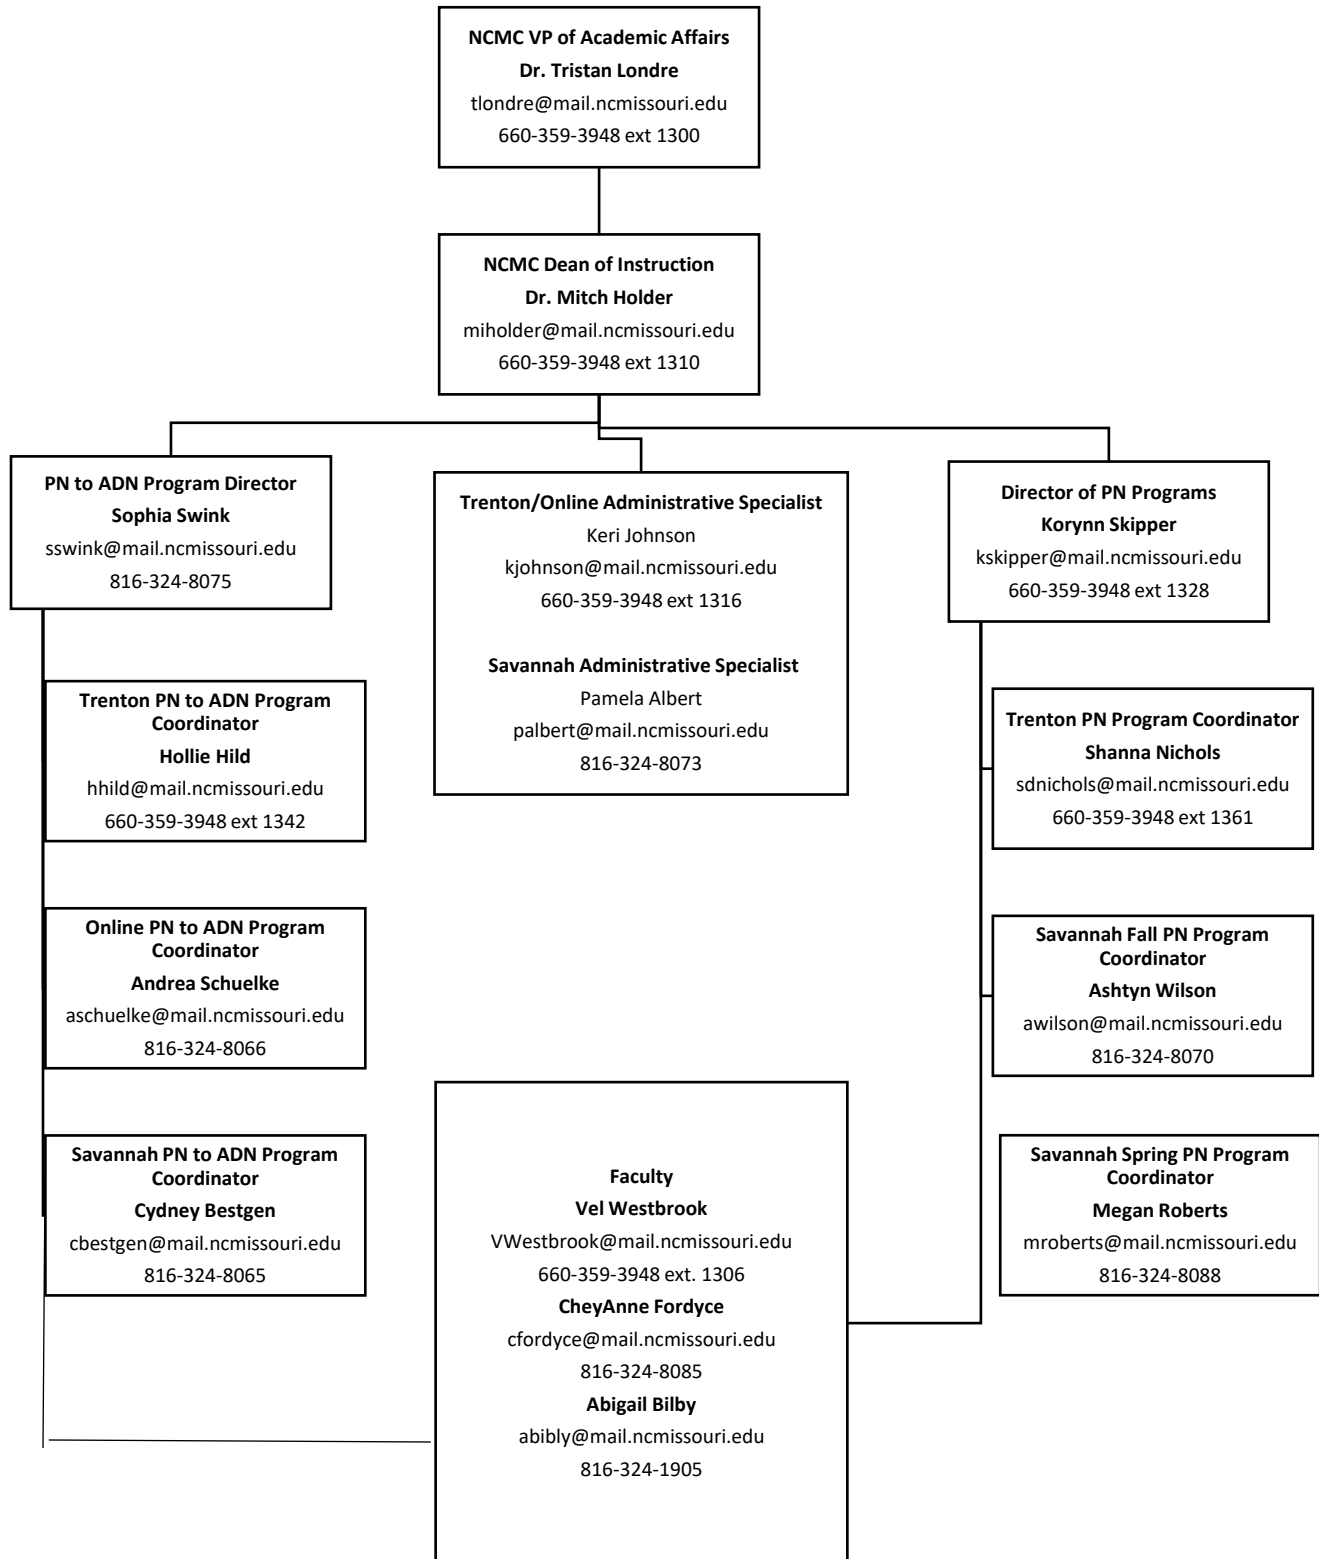 NCMC VP of Academic Affairs
Dr. Tristan Londre
tlondre@mail.ncmissouri.edu
660-359-3948 ext 1300
NCMC Dean of Instruction
Dr. Mitch Holder
miholder@mail.ncmissouri.edu
660-359-3948 ext 1310
PN to ADN Program Director
Sophia Swink
sswink@mail.ncmissouri.edu
816-324-8075
Trenton/Online Administrative Specialist
Keri Johnson
kjohnson@mail.ncmissouri.edu
660-359-3948 ext 1316
Savannah Administrative Specialist
Pamela Albert
palbert@mail.ncmissouri.edu
816-324-8073
Director of PN Programs
Korynn Skipper
kskipper@mail.ncmissouri.edu
660-359-3948 ext 1328
Trenton PN to ADN Program
Coordinator
Hollie Hild
hhild@mail.ncmissouri.edu
660-359-3948 ext 1342
Trenton PN Program Coordinator
Shanna Nichols
sdnichols@mail.ncmissouri.edu
660-359-3948 ext 1361
Online PN to ADN Program
Coordinator
Andrea Schuelke
aschuelke@mail.ncmissouri.edu
816-324-8066
Savannah Fall PN Program
Coordinator
Ashtyn Wilson
awilson@mail.ncmissouri.edu
816-324-8070
Savannah PN to ADN Program
Coordinator
Cydney Bestgen
cbestgen@mail.ncmissouri.edu
816-324-8065
Faculty
Vel Westbrook
VWestbrook@mail.ncmissouri.edu
660-359-3948 ext. 1306
CheyAnne Fordyce
cfordyce@mail.ncmissouri.edu
816-324-8085
Abigail Bilby
abibly@mail.ncmissouri.edu
816-324-1905
Savannah Spring PN Program
Coordinator
Megan Roberts
mroberts@mail.ncmissouri.edu
816-324-8088